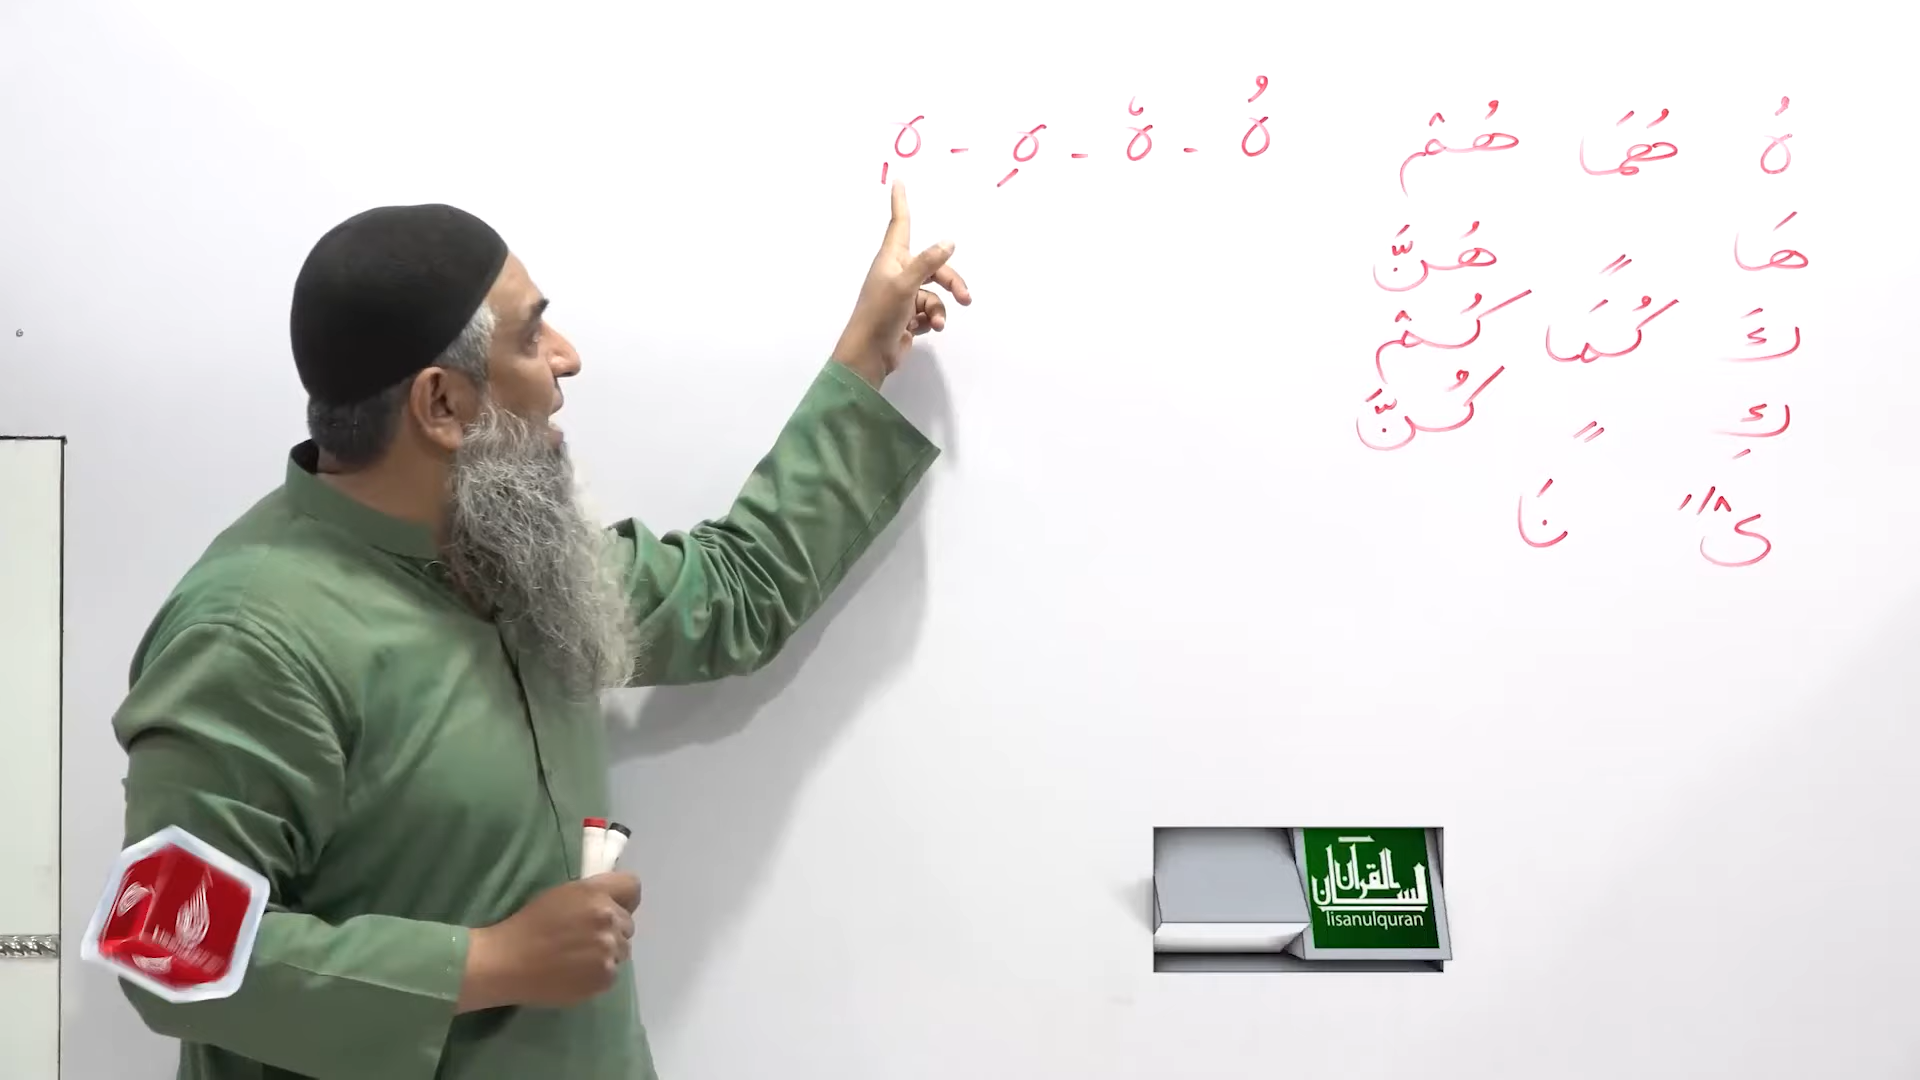 هُ هُمَا هُمْ
هُ - هٗ - هِ - هٖ
هَا " هُنَّ
كَ كُمَا كُمْ
كِ " كُنَّ
ى نَا
لسان القرآن
lisanulquran